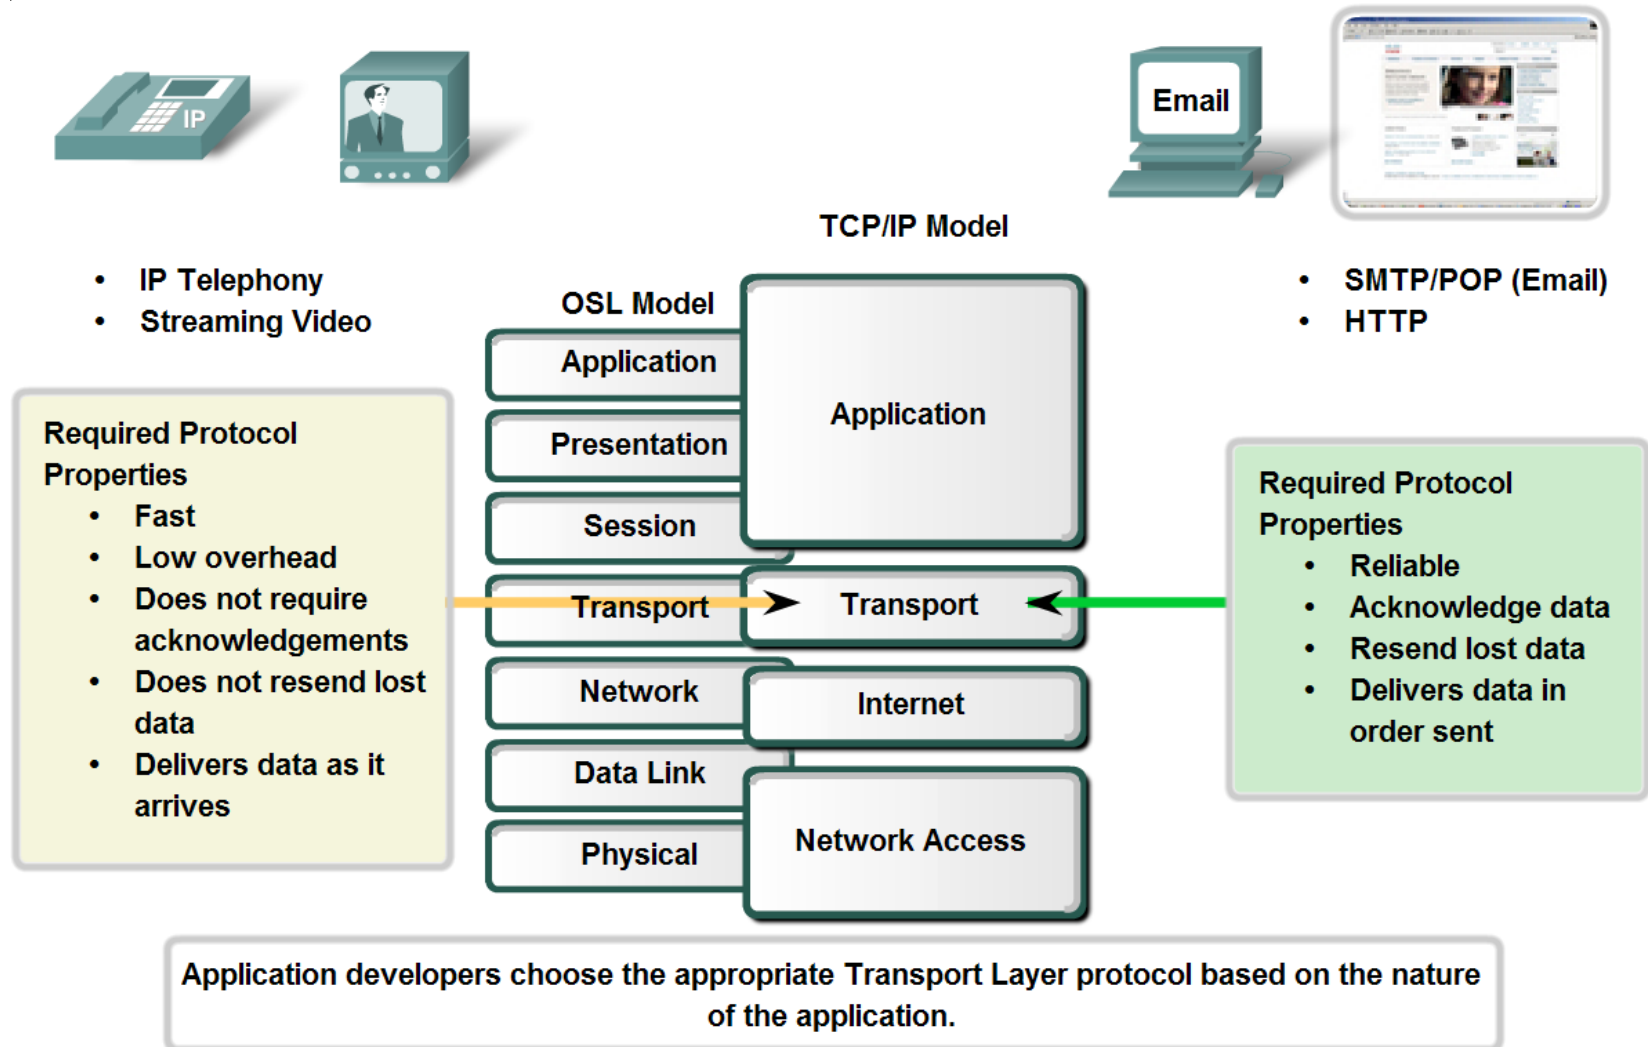 IP
Email
TCP/IP Model
• IP Telephony
• Streaming Video
• SMTP/POP (Email)
• HTTP
OSL Model
Application
Presentation
Session
Transport
Network
Data Link
Physical
Application
Transport
Internet
Network Access
Required Protocol
Properties
• Fast
• Low overhead
• Does not require
acknowledgements
• Does not resend lost
data
• Delivers data as it
arrives
Required Protocol
Properties
• Reliable
• Acknowledge data
• Resend lost data
• Delivers data in
order sent
Application developers choose the appropriate Transport Layer protocol based on the nature
of the application.